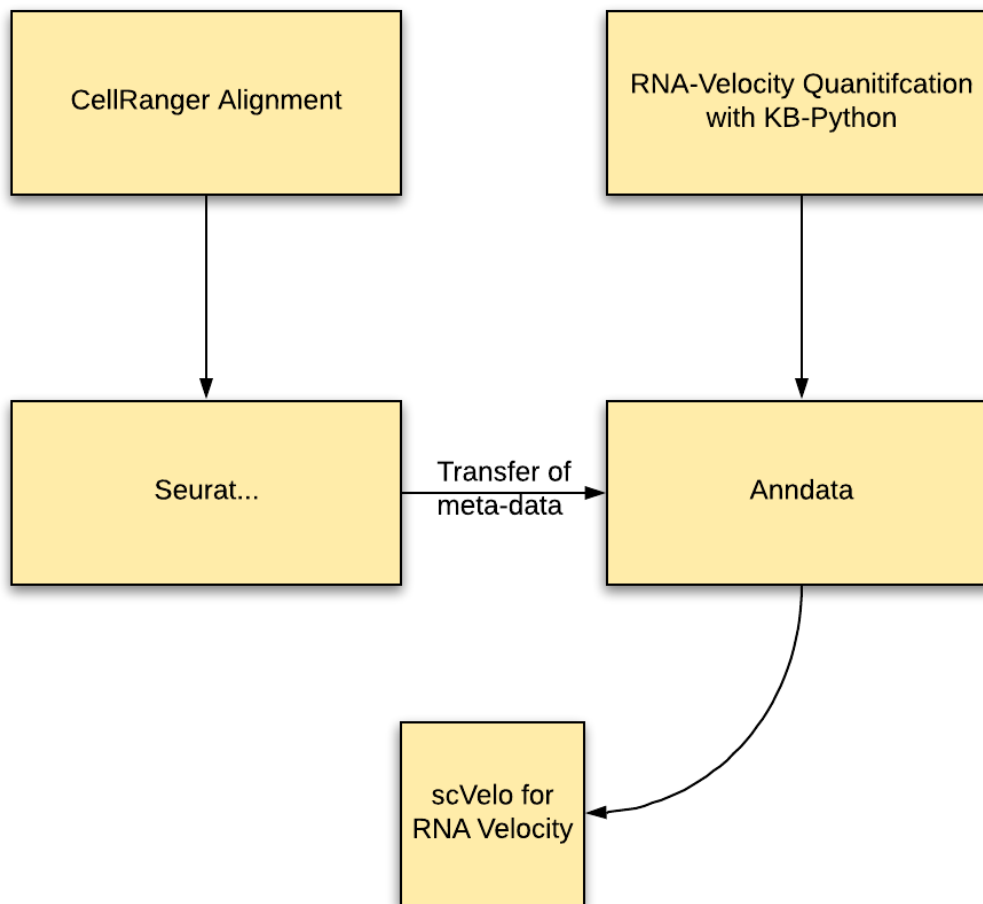 CellRanger Alignment
RNA-Velocity Quanitifcation
with KB-Python
Seurat...
Transfer of
meta-data
Anndata
scVelo for
RNA Velocity